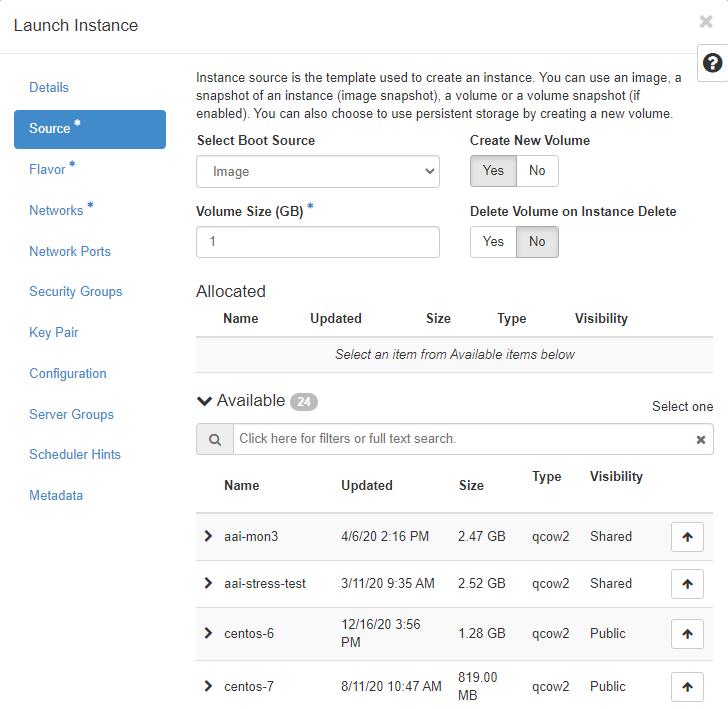 Launch Instance
Details
Source *
Flavor *
Networks *
Network Ports
Security Groups
Key Pair
Configuration
Server Groups
Scheduler Hints
Metadata
Instance source is the template used to create an instance. You can use an image, a
snapshot of an instance (image snapshot), a volume or a volume snapshot (if
enabled). You can also choose to use persistent storage by creating a new volume.
Select Boot Source Create New Volume
Image Yes No
Volume Size (GB) * Delete Volume on Instance Delete
1 Yes No
Allocated
Name Updated Size Type Visibility
Select an item from Available items below
Available 24 Select one
Click here for filters or full text search.
Name Updated Size Type Visibility
aai-mon3 4/6/20 2:16 PM 2.47 GB qcow2 Shared
aai-stress-test 3/11/20 9:35 AM 2.52 GB qcow2 Shared
centos-6 12/16/20 3:56 PM 1.28 GB qcow2 Public
centos-7 8/11/20 10:47 AM 819.00 MB qcow2 Public